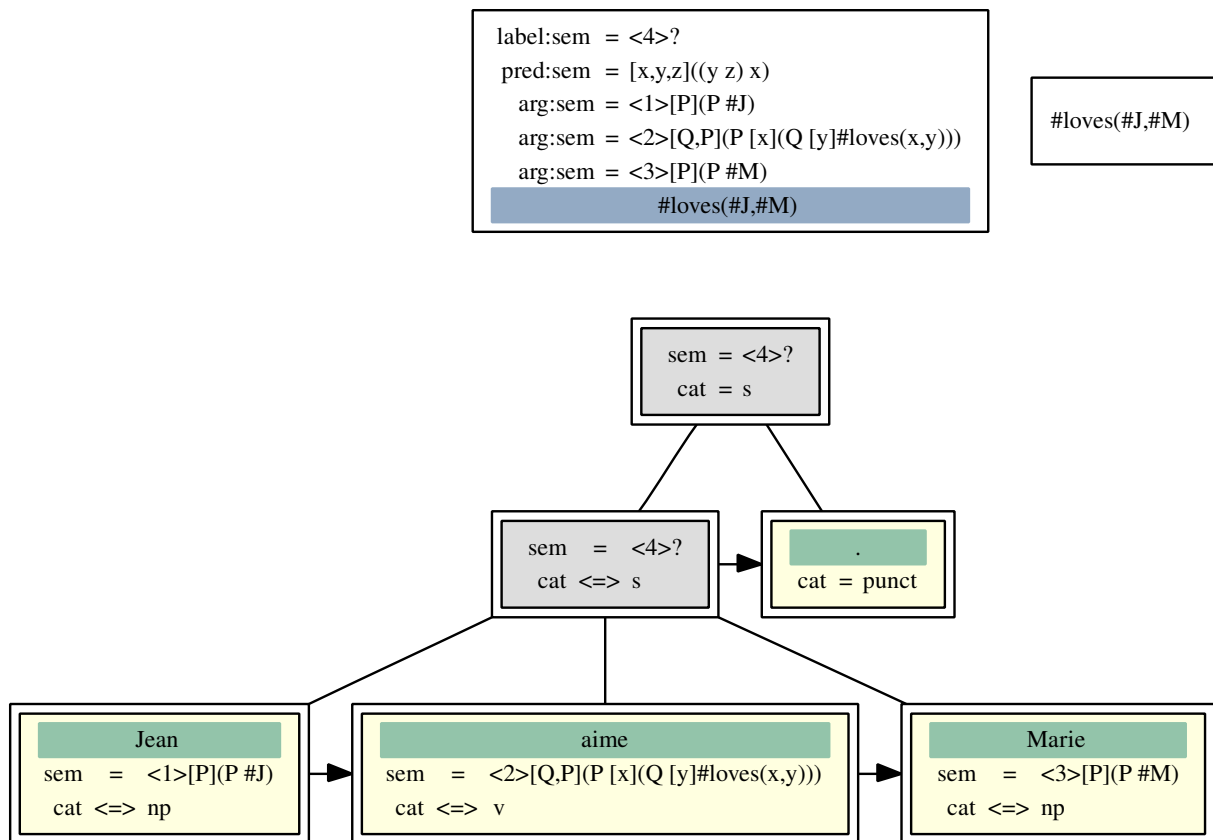 label:sem = <4>?
pred:sem = [x,y,z]((y z) x)
arg:sem = <1>[P](P #J)
arg:sem = <2>[Q,P](P [x](Q [y]#loves(x,y)))
arg:sem = <3>[P](P #M)
#loves(#J,#M)
#loves(#J,#M)
sem = <4>?
cat = s
sem = <4>?
cat <=> s
.
cat = punct
Jean
sem = <1>[P](P #J)
cat <=> np
aime
sem = <2>[Q,P](P [x](Q [y]#loves(x,y)))
cat <=> v
Marie
sem = <3>[P](P #M)
cat <=> np